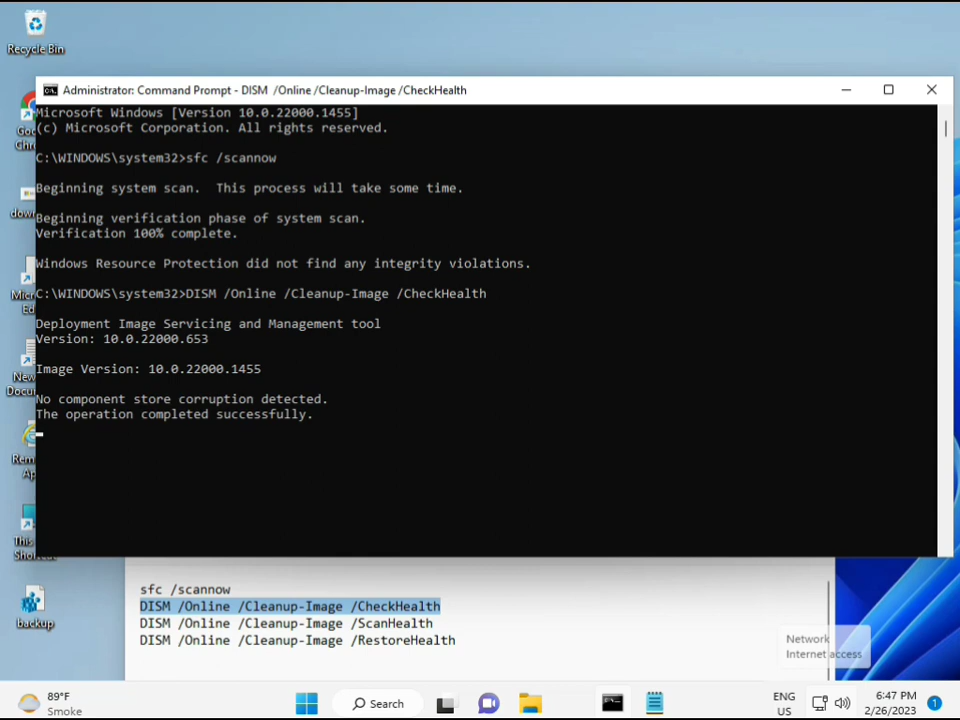 Recycle Bin
Administrator: Command Prompt - DISM /Online /Cleanup-Image /CheckHealth
Microsoft Windows [Version 10.0.22000.1455]
(c) Microsoft Corporation. All rights reserved.
C:\WINDOWS\system32>sfc /scannow
Beginning system scan.  This process will take some time.
Beginning verification phase of system scan.
Verification 100% complete.
Windows Resource Protection did not find any integrity violations.
C:\WINDOWS\system32>DISM /Online /Cleanup-Image /CheckHealth
Deployment Image Servicing and Management tool
Version: 10.0.22000.653
Image Version: 10.0.22000.1455
No component store corruption detected.
The operation completed successfully.
backup
sfc /scannow
DISM /Online /Cleanup-Image /CheckHealth
DISM /Online /Cleanup-Image /ScanHealth
DISM /Online /Cleanup-Image /RestoreHealth
Network
Internet access
89°F
Smoke
Search
ENG
US
6:47 PM
2/26/2023
1